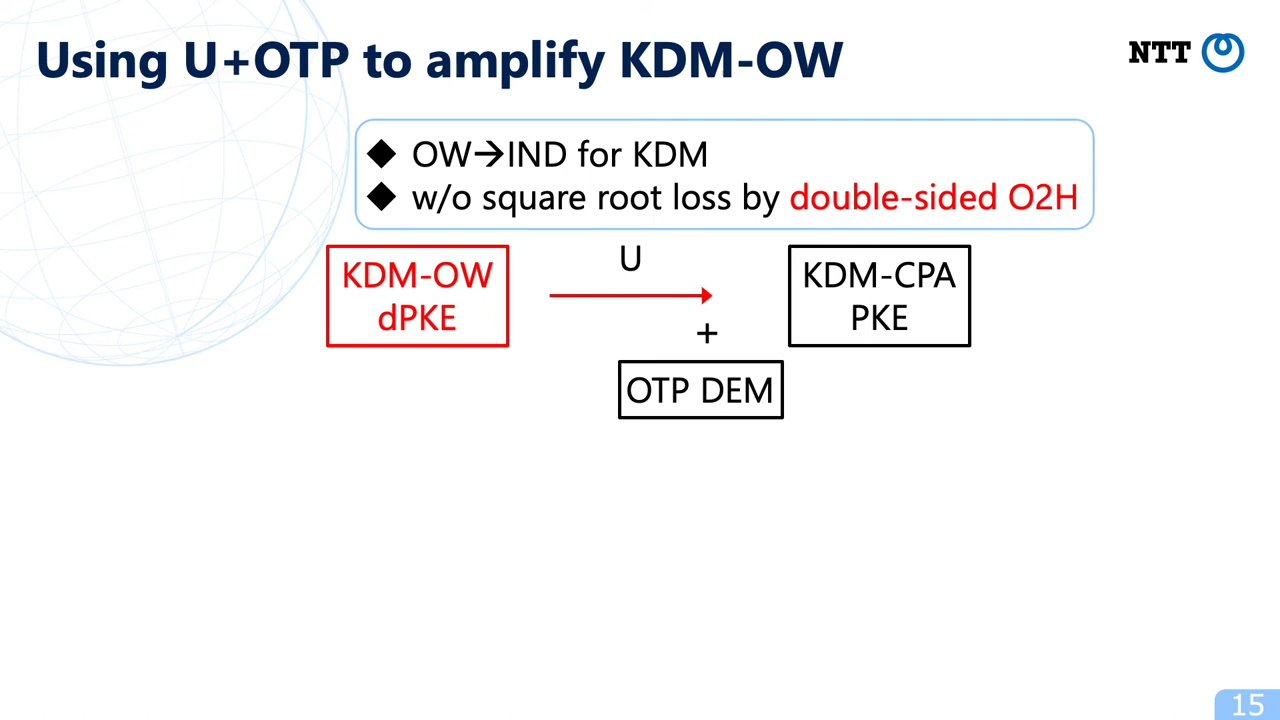 Using U+OTP to amplify KDM-OW
NTT
◆ OW→IND for KDM
◆ w/o square root loss by double-sided O2H
KDM-OW
dPKE
U
+
OTP DEM
KDM-CPA
PKE
15